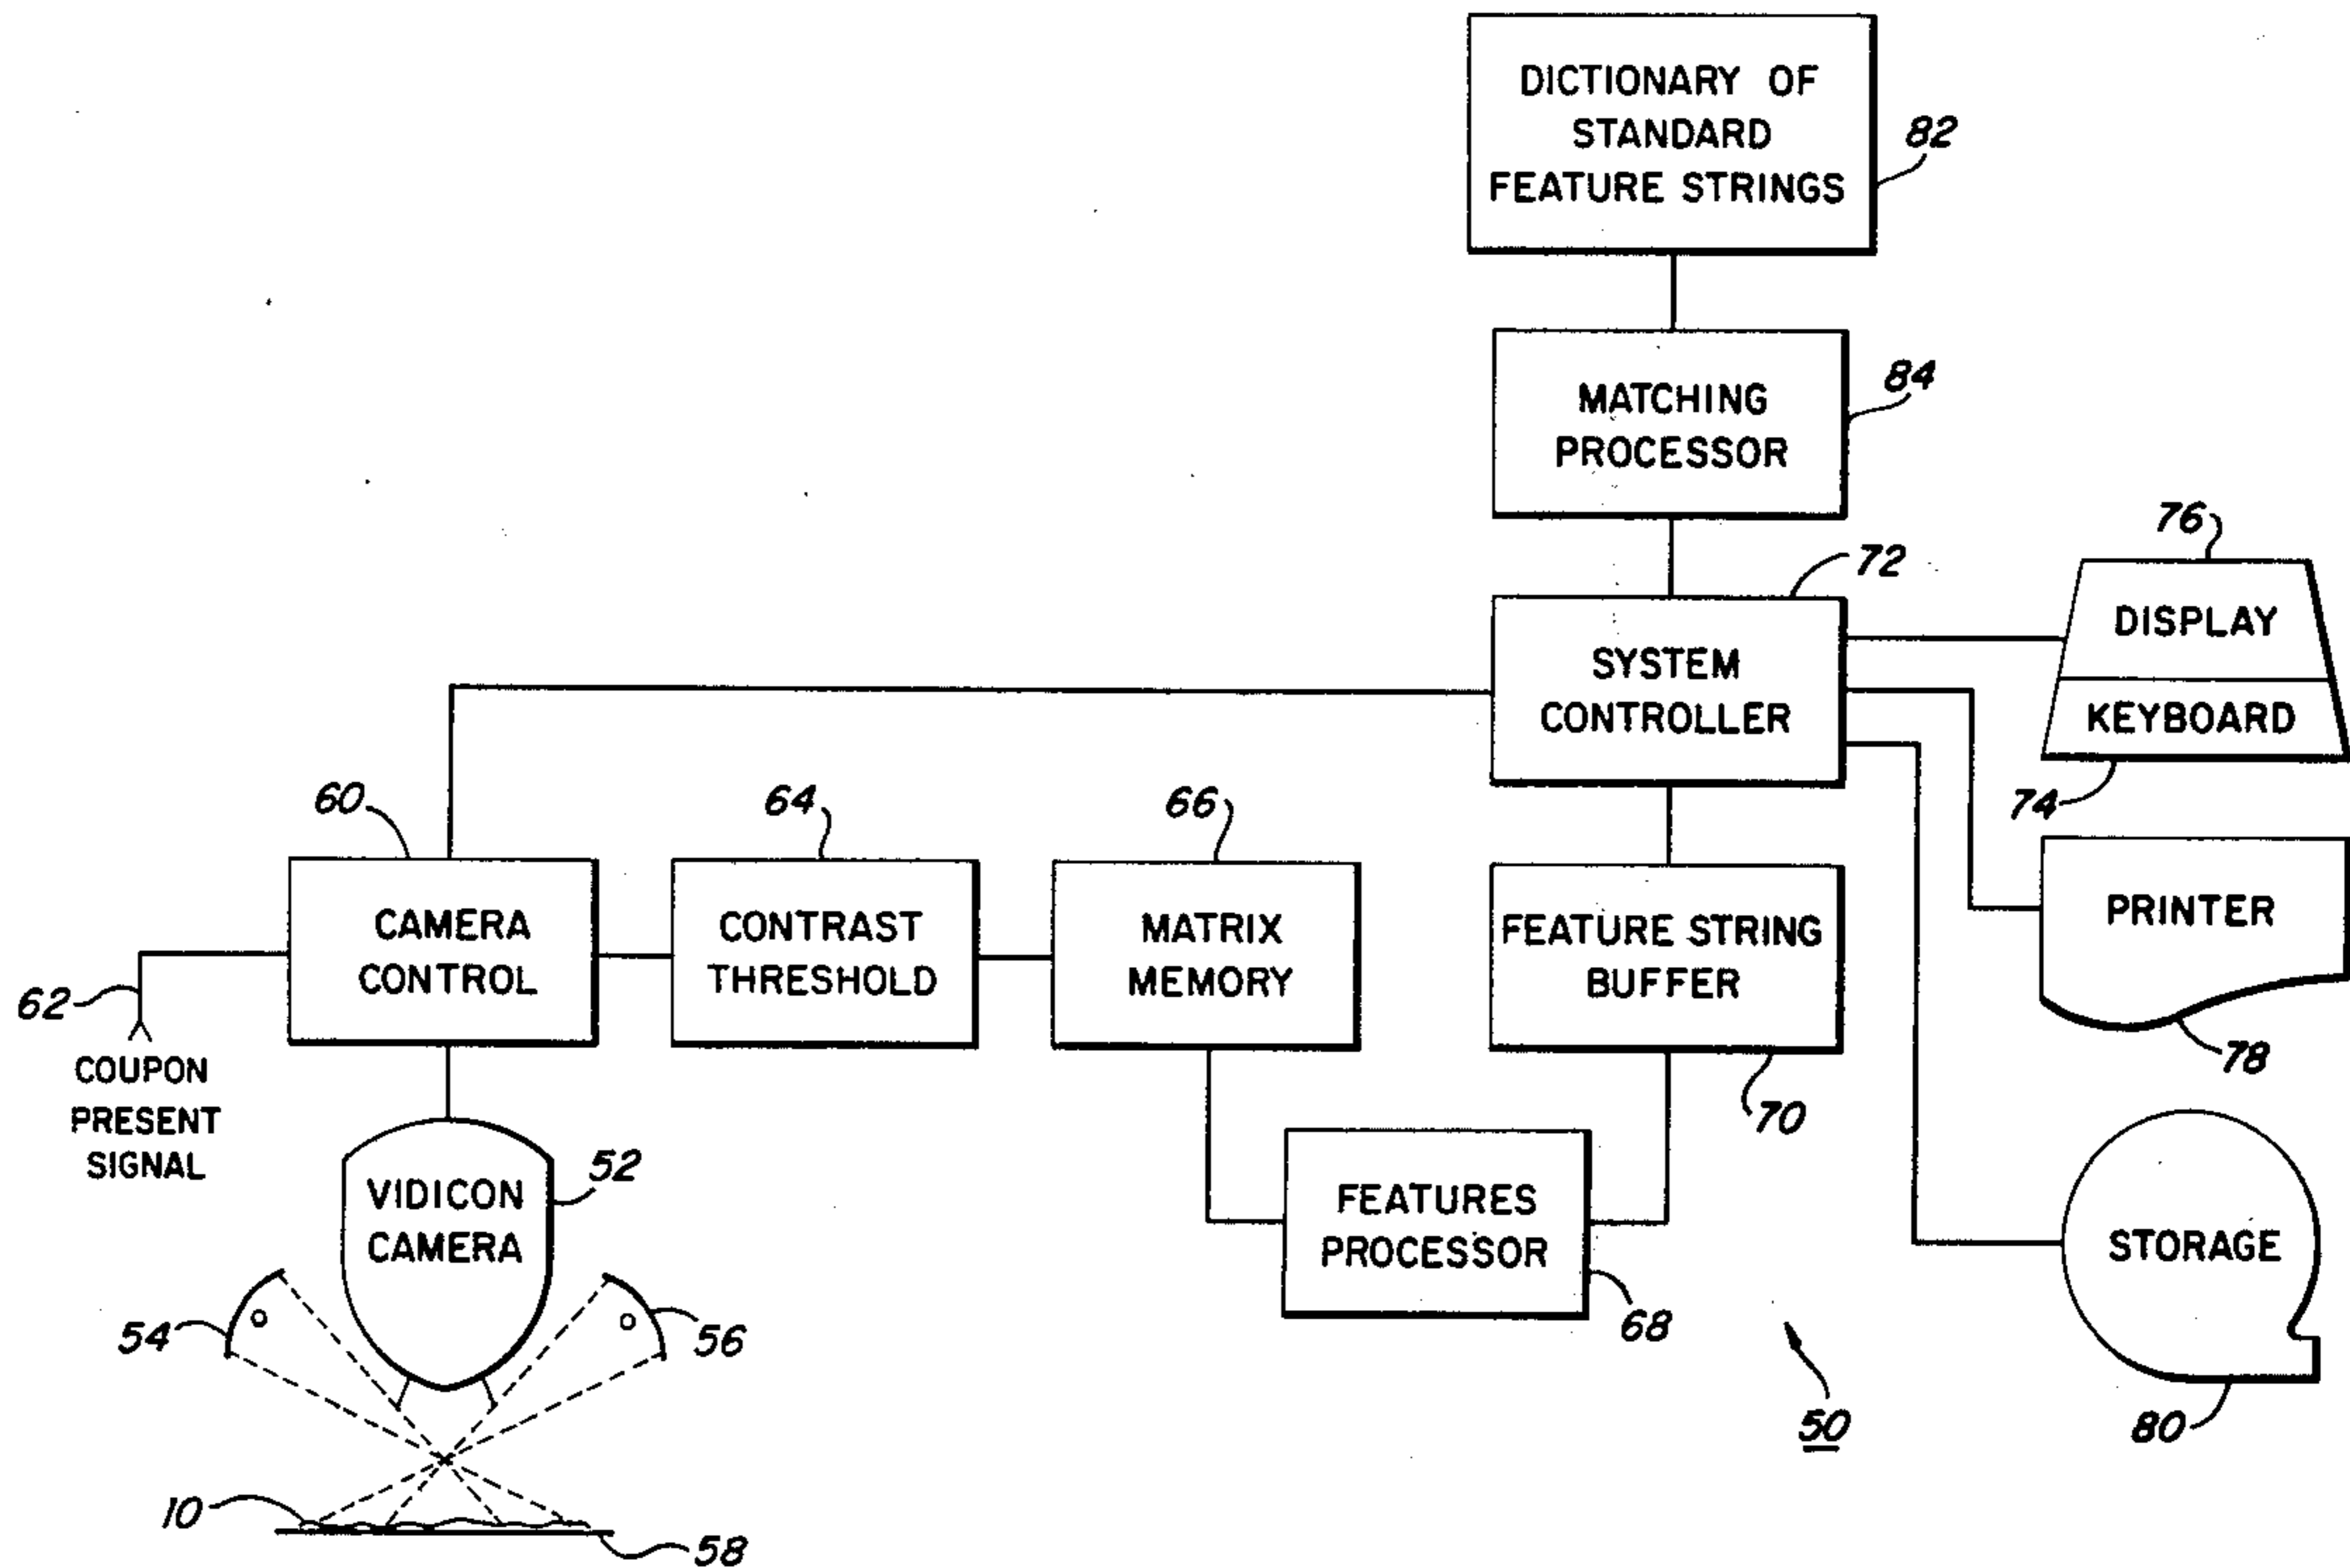 DICTIONARY OF
STANDARD
FEATURE STRINGS
82
MATCHING
PROCESSOR
84
72
SYSTEM
CONTROLLER
76
DISPLAY
KEYBOARD
74
60
CAMERA
CONTROL
64
CONTRAST
THRESHOLD
66
MATRIX
MEMORY
FEATURE STRING
BUFFER
70
PRINTER
78
62
COUPON
PRESENT
SIGNAL
VIDICON
CAMERA
52
FEATURES
PROCESSOR
68
STORAGE
80
54
56
50
10
58